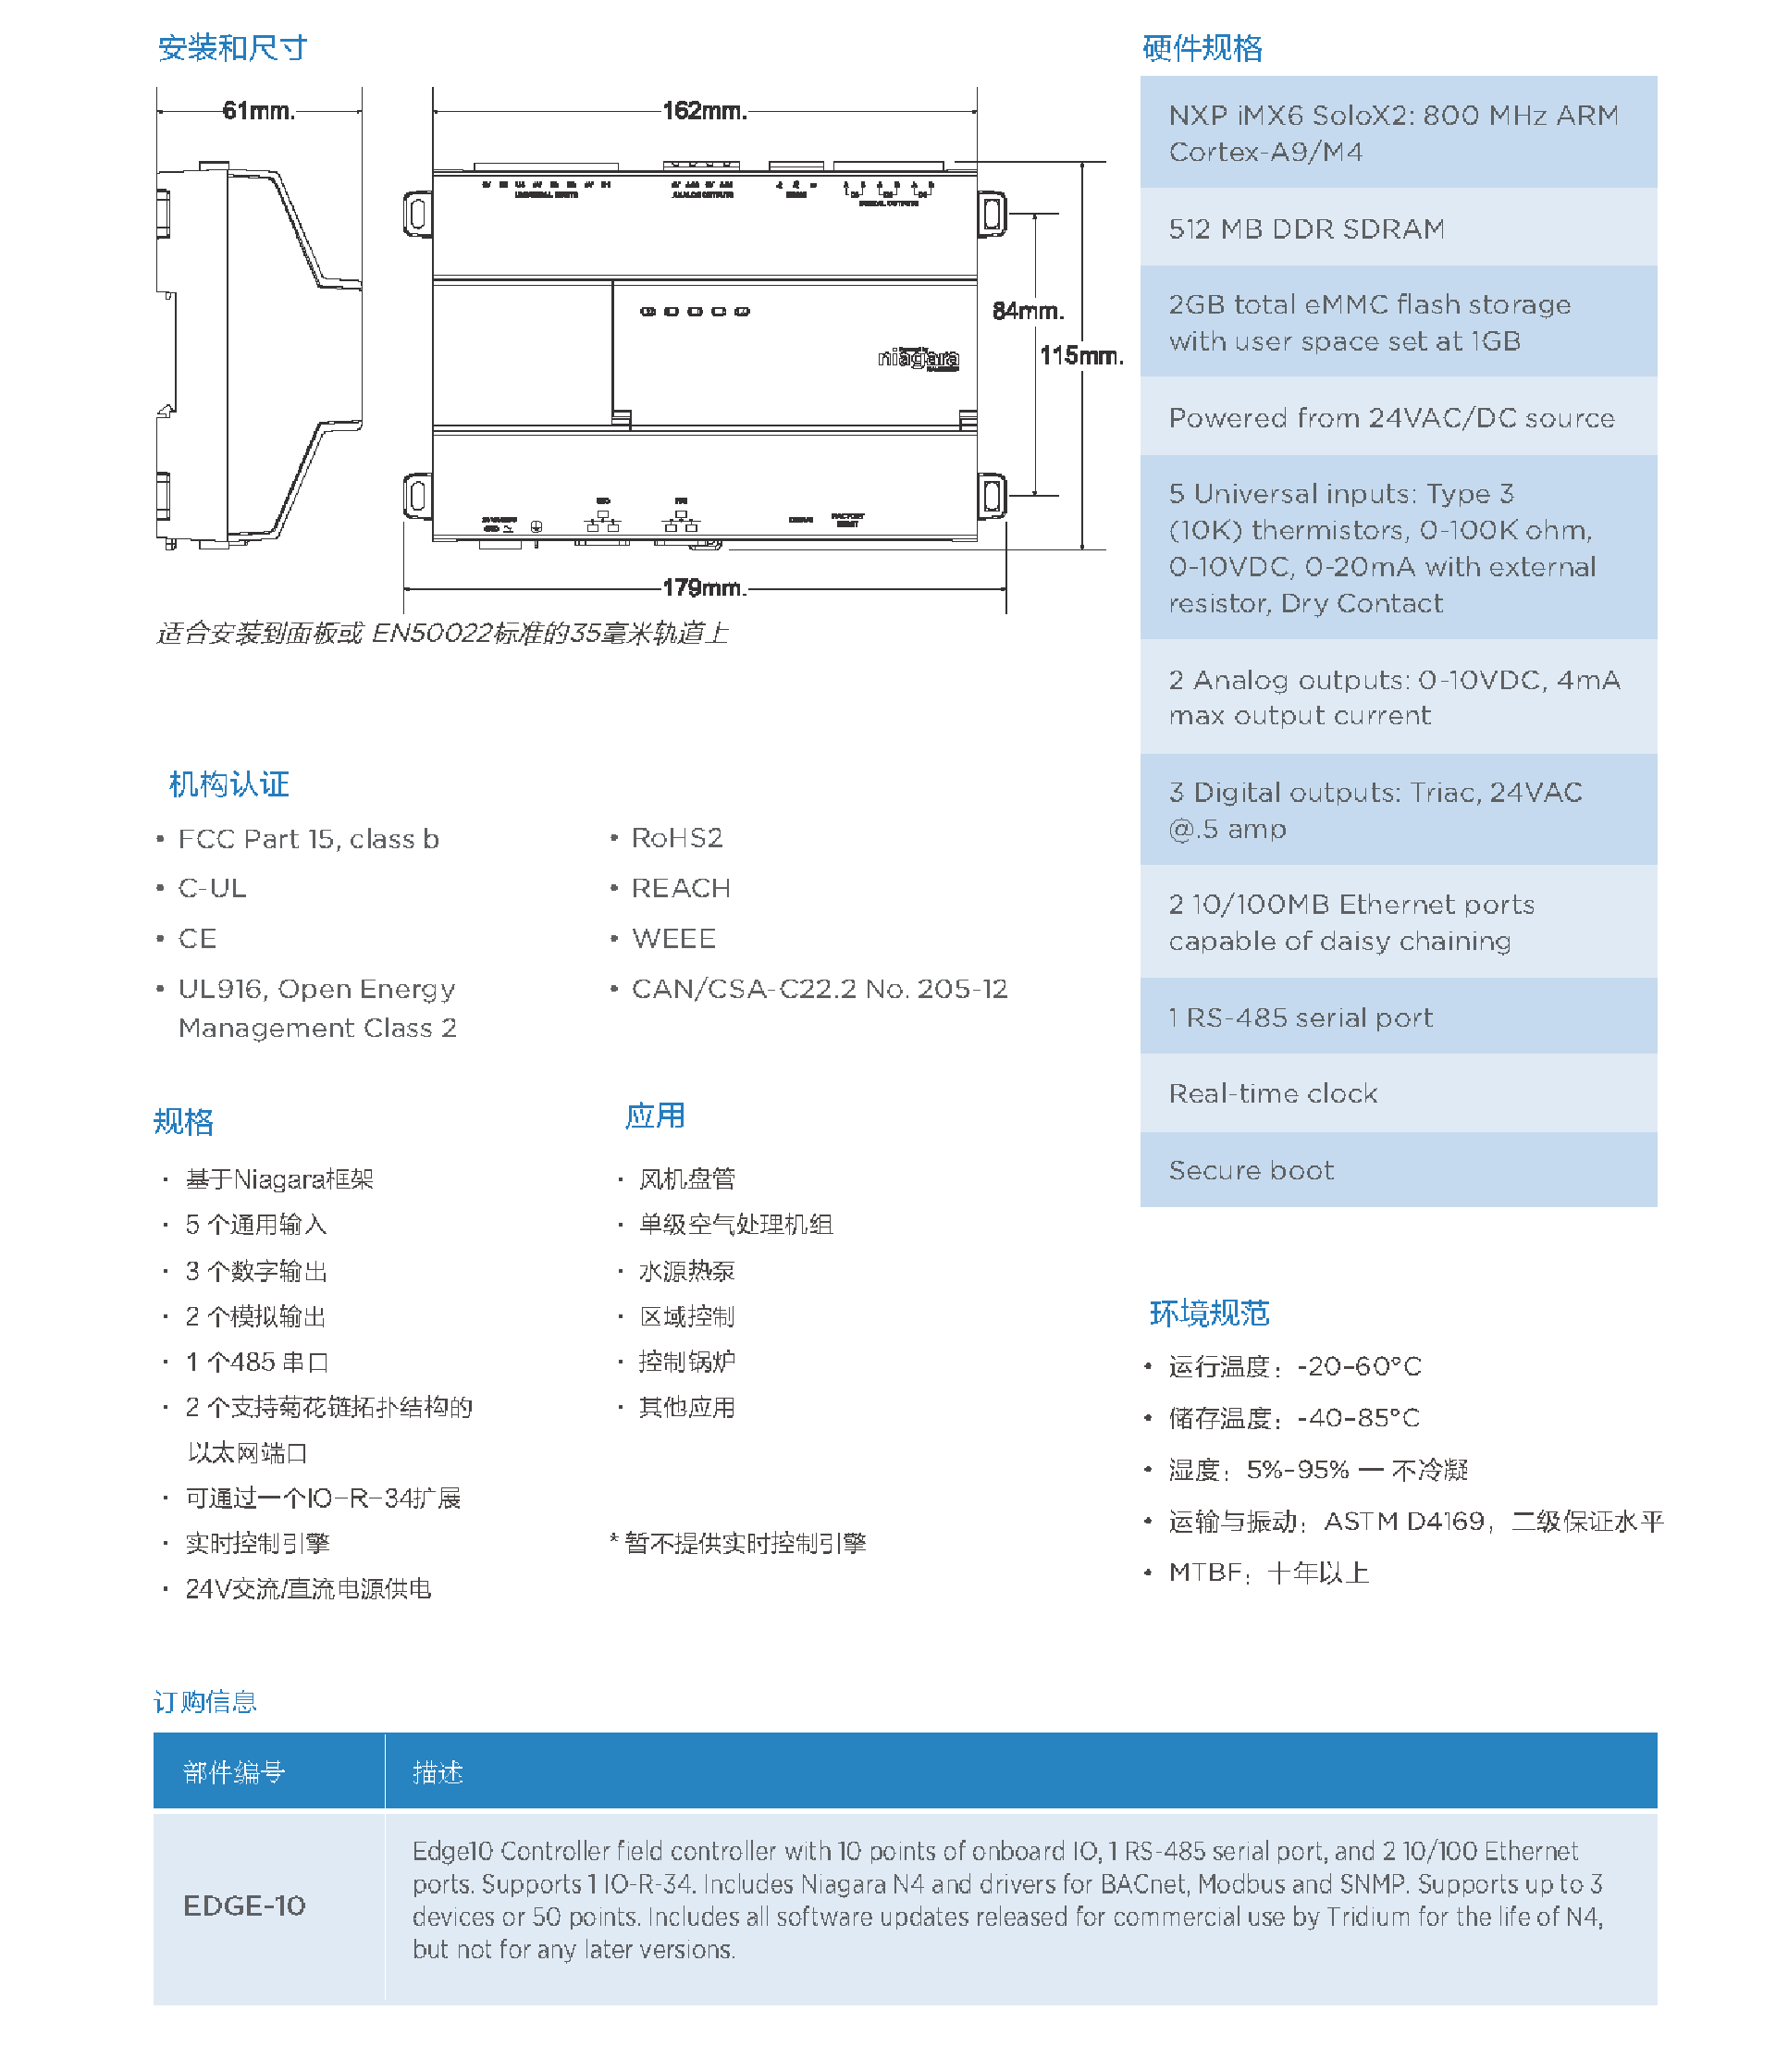 安装和尺寸
61mm.
162mm.
UNIVERSAL INPUTS
ANALOG OUTPUTS
DIGITAL OUTPUTS
84mm.
niagara
115mm.
FACTORY
RESET
179mm.
适合安装到面板或 EN50022标准的35毫米轨道上
机构认证
• FCC Part 15, class b
• C-UL
• CE
• UL916, Open Energy
Management Class 2
• RoHS2
• REACH
• WEEE
• CAN/CSA-C22.2 No. 205-12
规格
· 基于Niagara框架
· 5 个通用输入
· 3 个数字输出
· 2 个模拟输出
· 1 个485 串口
· 2 个支持菊花链拓扑结构的
以太网端口
· 可通过一个IO-R-34扩展
· 实时控制引擎
· 24V交流/直流电源供电
应用
· 风机盘管
· 单级空气处理机组
· 水源热泵
· 区域控制
· 控制锅炉
· 其他应用
* 暂不提供实时控制引擎
硬件规格
NXP iMX6 SoloX2: 800 MHz ARM
Cortex-A9/M4
512 MB DDR SDRAM
2GB total eMMC flash storage
with user space set at 1GB
Powered from 24VAC/DC source
5 Universal inputs: Type 3
(10K) thermistors, 0-100K ohm,
0-10VDC, 0-20mA with external
resistor, Dry Contact
2 Analog outputs: 0-10VDC, 4mA
max output current
3 Digital outputs: Triac, 24VAC
@.5 amp
2 10/100MB Ethernet ports
capable of daisy chaining
1 RS-485 serial port
Real-time clock
Secure boot
环境规范
• 运行温度：-20-60°C
• 储存温度：-40-85°C
• 湿度：5%-95% — 不冷凝
• 运输与振动：ASTM D4169，二级保证水平
• MTBF：十年以上
订购信息
部件编号
描述
EDGE-10
Edge10 Controller field controller with 10 points of onboard IO, 1 RS-485 serial port, and 2 10/100 Ethernet
ports. Supports 1 IO-R-34. Includes Niagara N4 and drivers for BACnet, Modbus and SNMP. Supports up to 3
devices or 50 points. Includes all software updates released for commercial use by Tridium for the life of N4,
but not for any later versions.